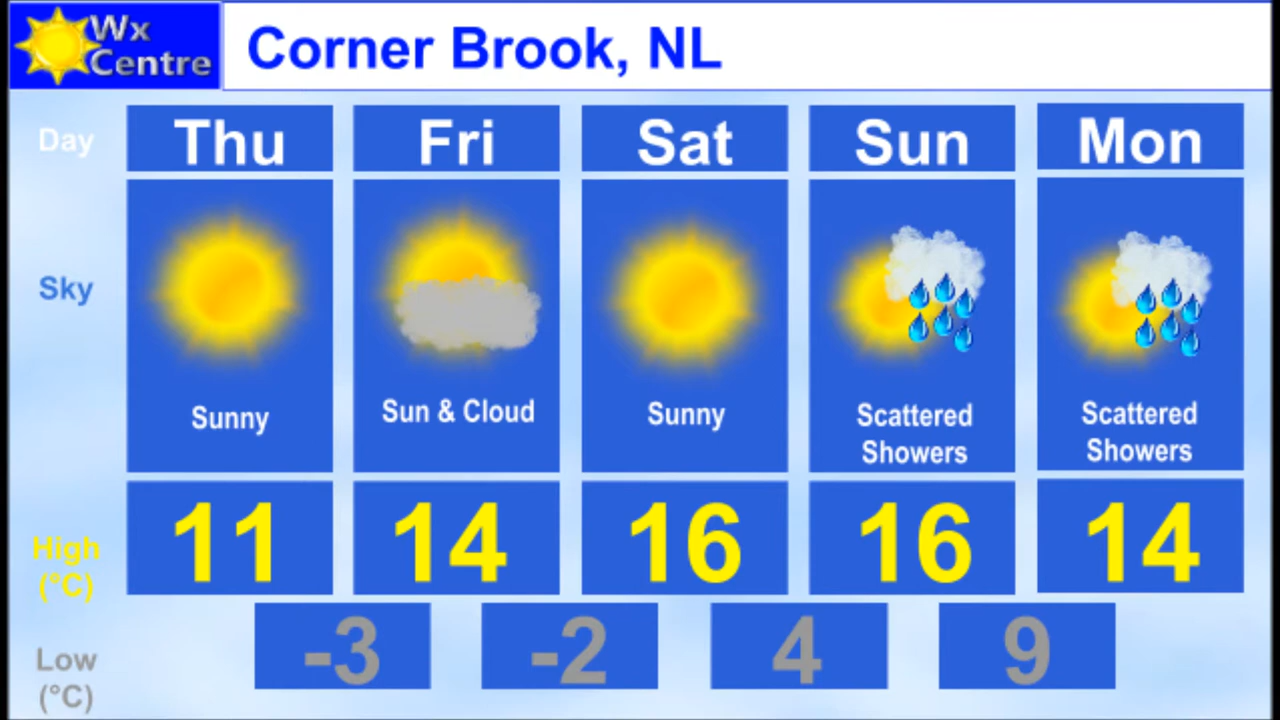 Wx
Centre
Corner Brook, NL
Day
Thu
Fri
Sat
Sun
Mon
Sky
Sunny
Sun & Cloud
Sunny
Scattered
Showers
Scattered
Showers
High
(°C)
11
14
16
16
14
Low
(°C)
-3
-2
4
9